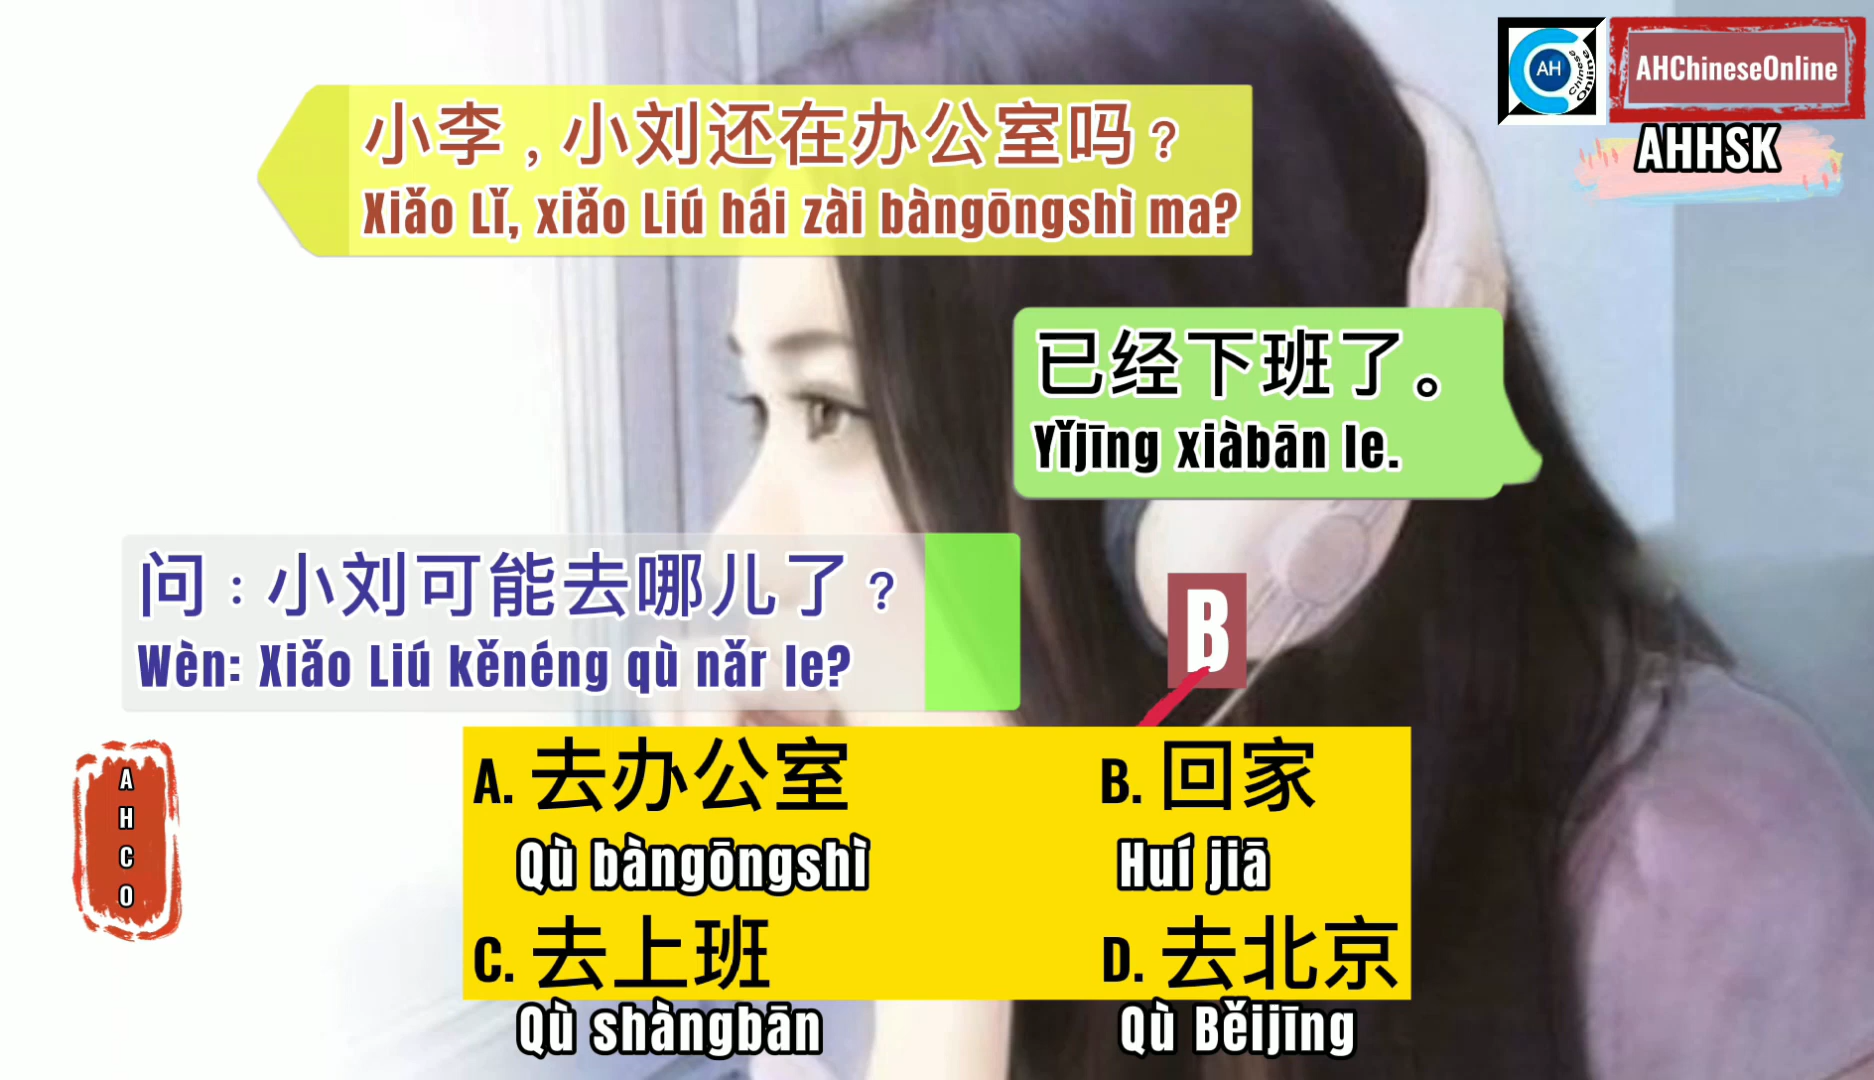 AH
Chinese
Online
AHChineseOnline
AHHSK
小李，小刘还在办公室吗？
Xiǎo Lǐ, xiǎo Liú hái zài bàngōngshì ma?
已经下班了。
Yǐjīng xiàbān le.
问：小刘可能去哪儿了？
Wèn: Xiǎo Liú kěnéng qù nǎr le?
B
A. 去办公室
Qù bàngōngshì
B. 回家
Huí jiā
C. 去上班
Qù shàngbān
D. 去北京
Qù Běijīng
A
H
C
O